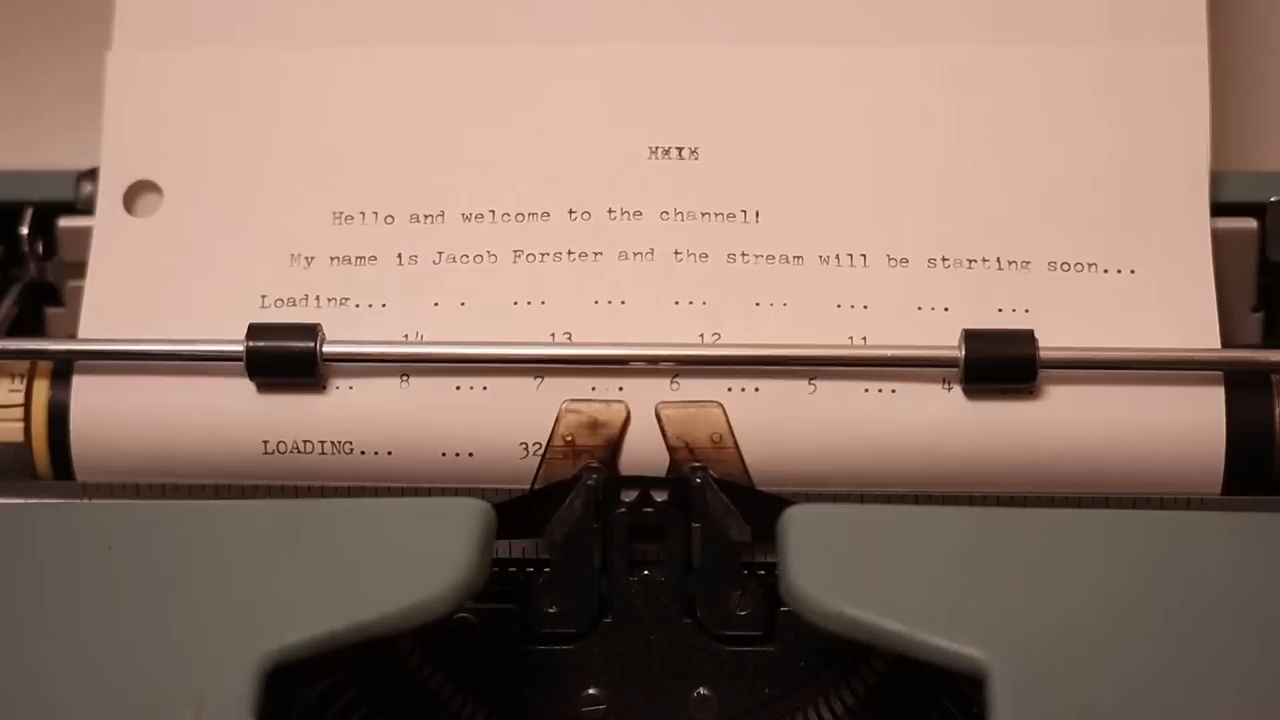 Hello and welcome to the channel!
My name is Jacob Forster and the stream will be starting soon...
Loading... .. ... ... ... ... ... ... ...
14 13 12 11
... 8 ... 7 ... 6 ... 5 ... 4
LOADING... ... 32